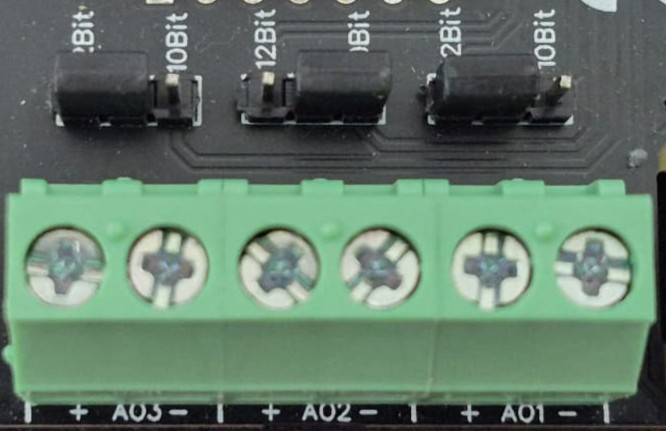 2Bit 10Bit 12Bit 0Bit 2Bit 10Bit
+ AO3 - + AO2 - + AO1 -